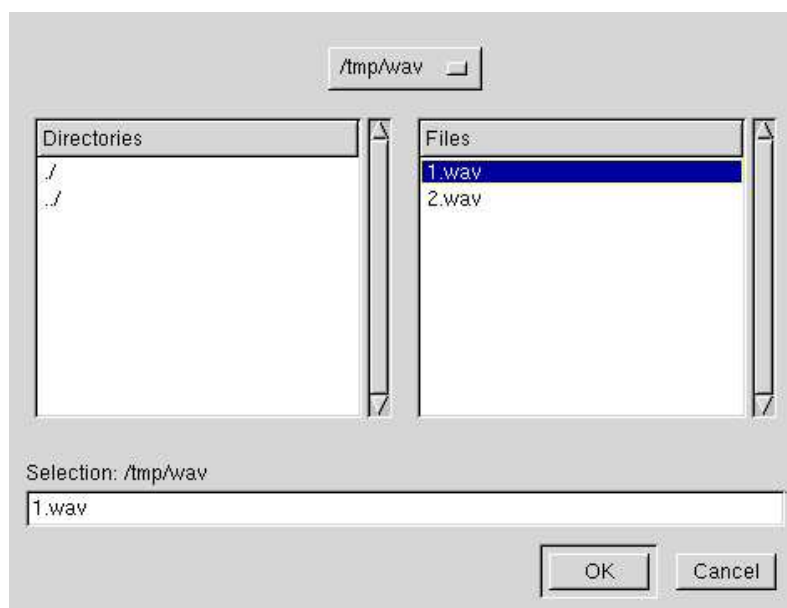 /tmp/wav
Directories
./
../
Files
1.wav
2.wav
Selection: /tmp/wav
1.wav
OK
Cancel